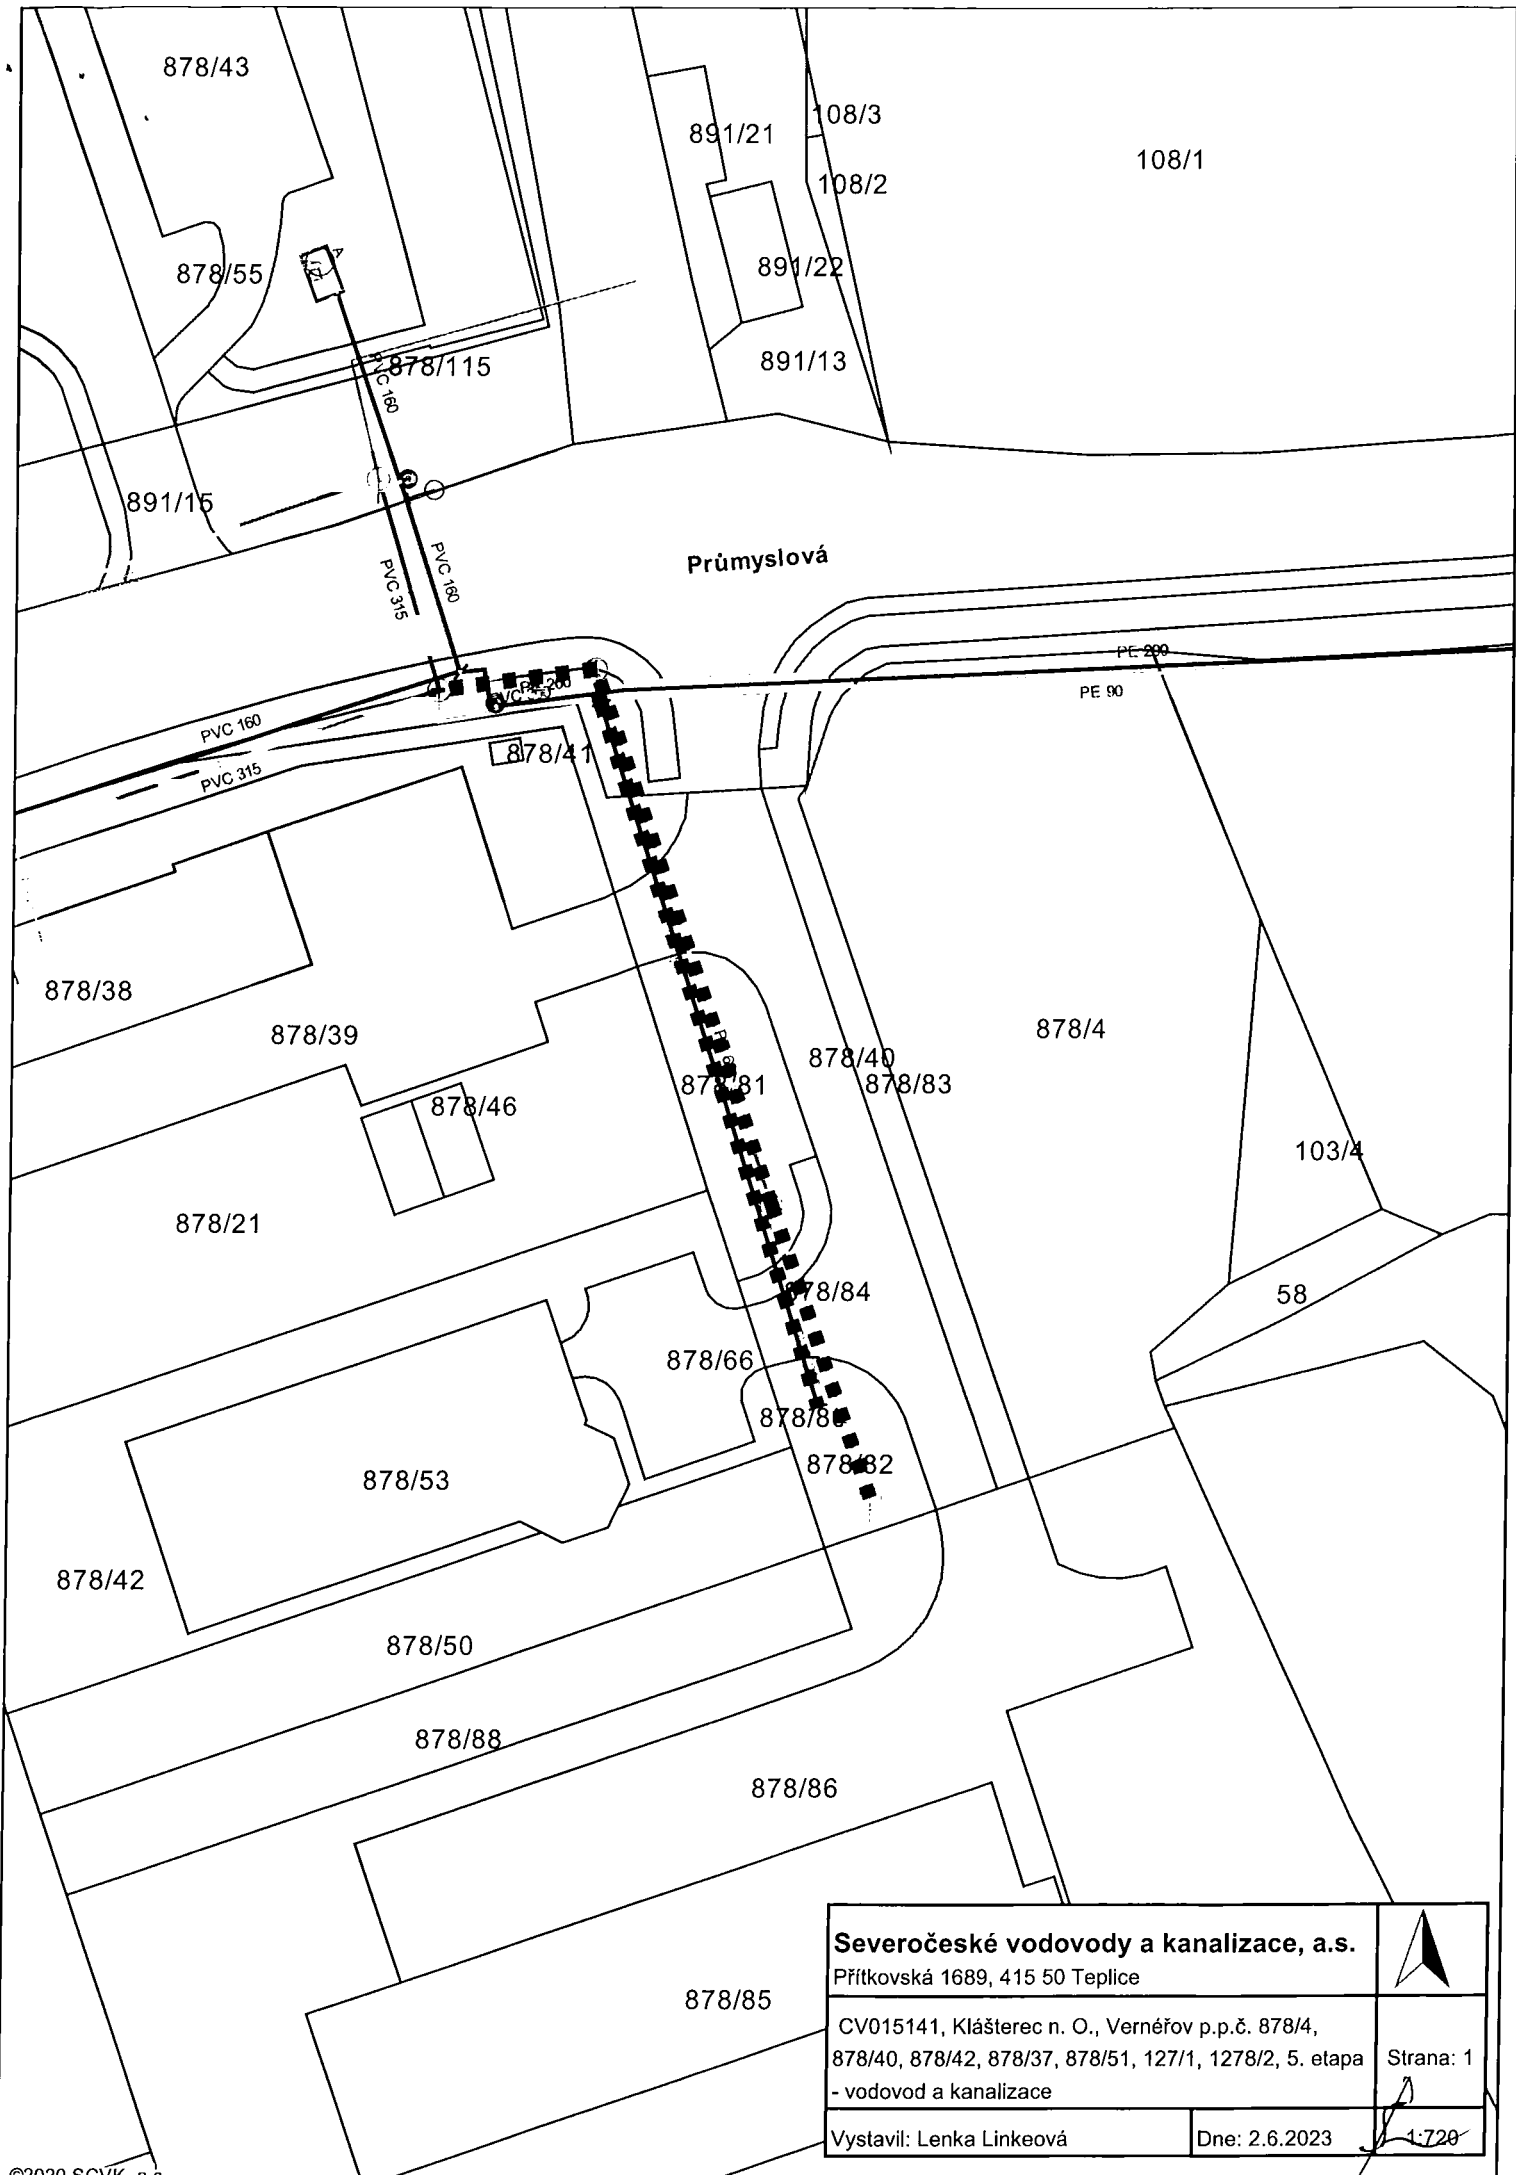 878/43
891/21
108/3
108/1
108/2
878/55
A
891/22
PVC 160
878/115
891/13
891/15
PVC 315
PVC 160
Průmyslová
PE 200
PE 90
PE 200
PVC 160
PVC 315
878/41
878/38
878/39
878/4
878/40
878/81
878/83
878/46
103/4
878/21
878/84
58
878/66
878/80
878/82
878/53
878/42
878/50
878/88
878/86
878/85
Severočeské vodovody a kanalizace, a.s.
Přítkovská 1689, 415 50 Teplice
CV015141, Klášterec n. O., Vernéřov p.p.č. 878/4,
878/40, 878/42, 878/37, 878/51, 127/1, 1278/2, 5. etapa
- vodovod a kanalizace
Strana: 1
Vystavil: Lenka Linkeová
Dne: 2.6.2023
1:720